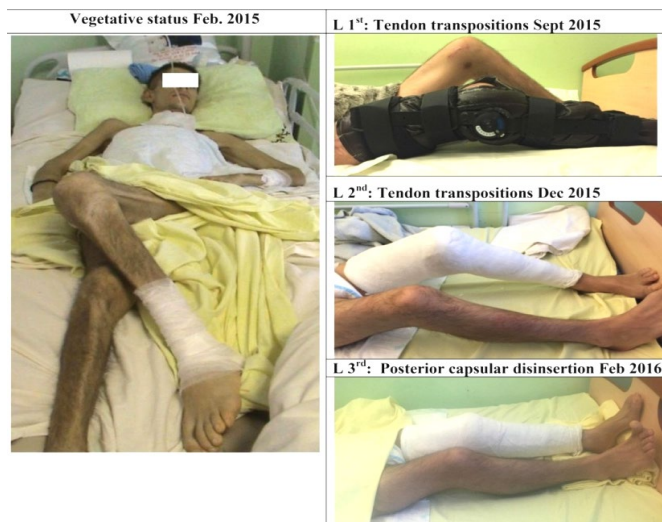 Vegetative status Feb. 2015
L 1st: Tendon transpositions Sept 2015
L 2nd: Tendon transpositions Dec 2015
L 3rd: Posterior capsular disinsertion Feb 2016